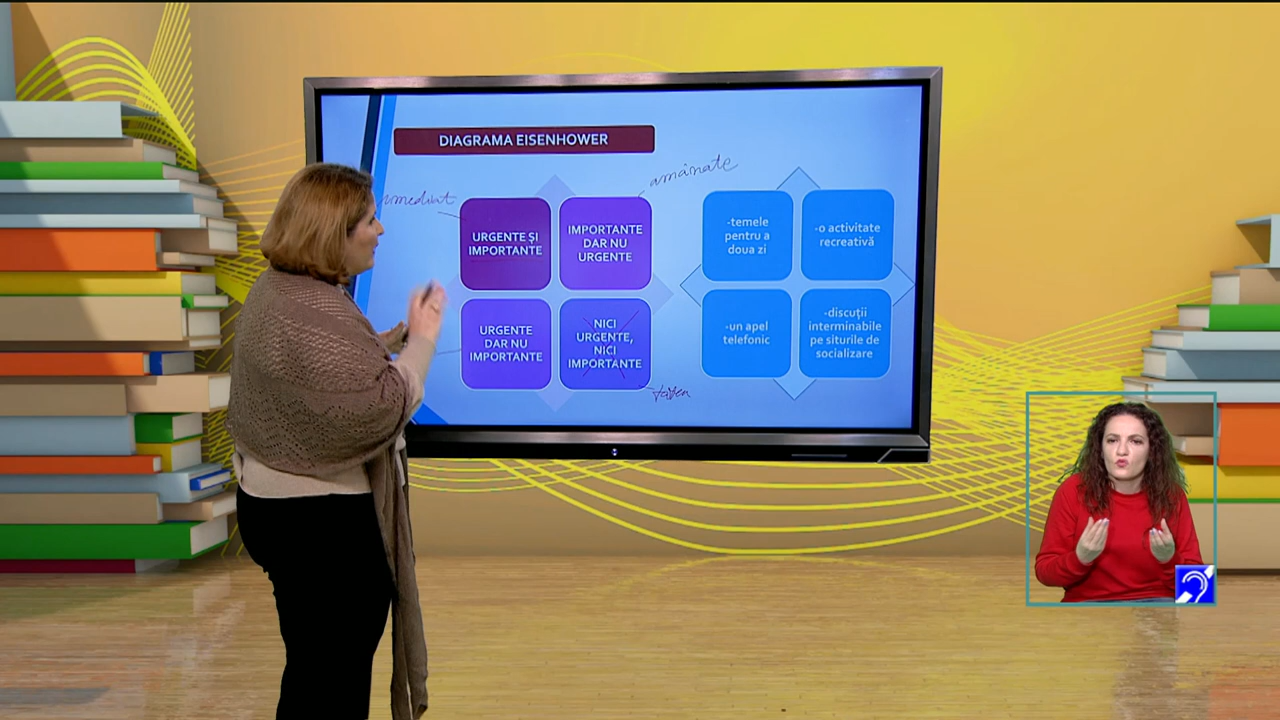 DIAGRAMA EISENHOWER
imediat
amânate
URGENTE ȘI
IMPORTANTE
IMPORTANTE
DAR NU
URGENTE
URGENTE
DAR NU
IMPORTANTE
NICI
URGENTE,
NICI
IMPORTANTE
-temele
pentru a
doua zi
-o activitate
recreativă
-un apel
telefonic
-discuții
interminabile
pe siturile de
socializare